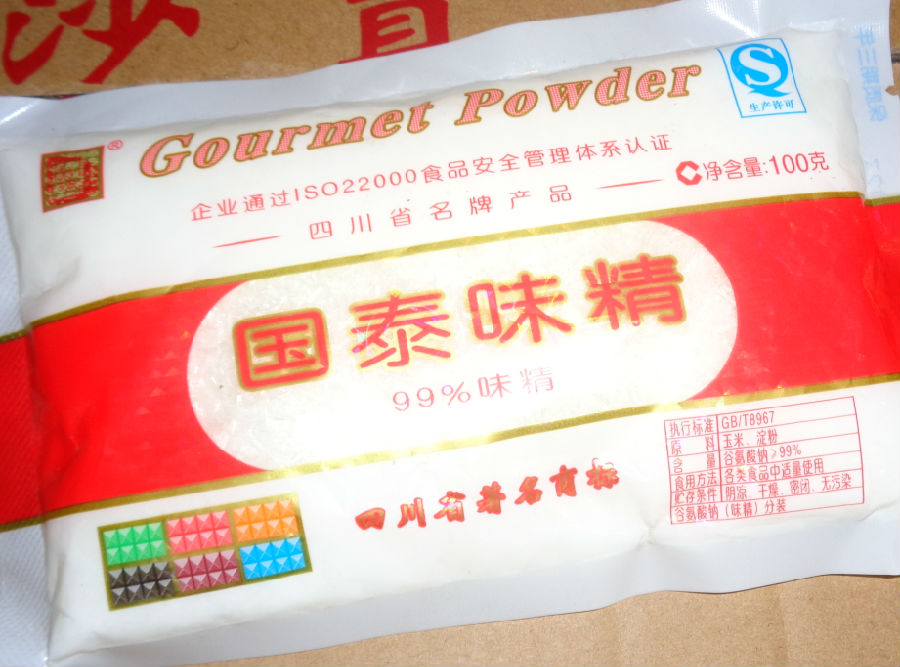 Gourmet Powder
®
生产许可
企业通过ISO22000食品安全管理体系认证
净含量:100克
四川省名牌产品
国泰味精
99%味精
执行标准 GB/T8967
原料 玉米、淀粉
含量 谷氨酸钠≥99%
食用方法 各类食品中适量使用
贮存条件 阴凉、干燥、密闭、无污染
谷氨酸钠（味精）分装
四川省著名商标